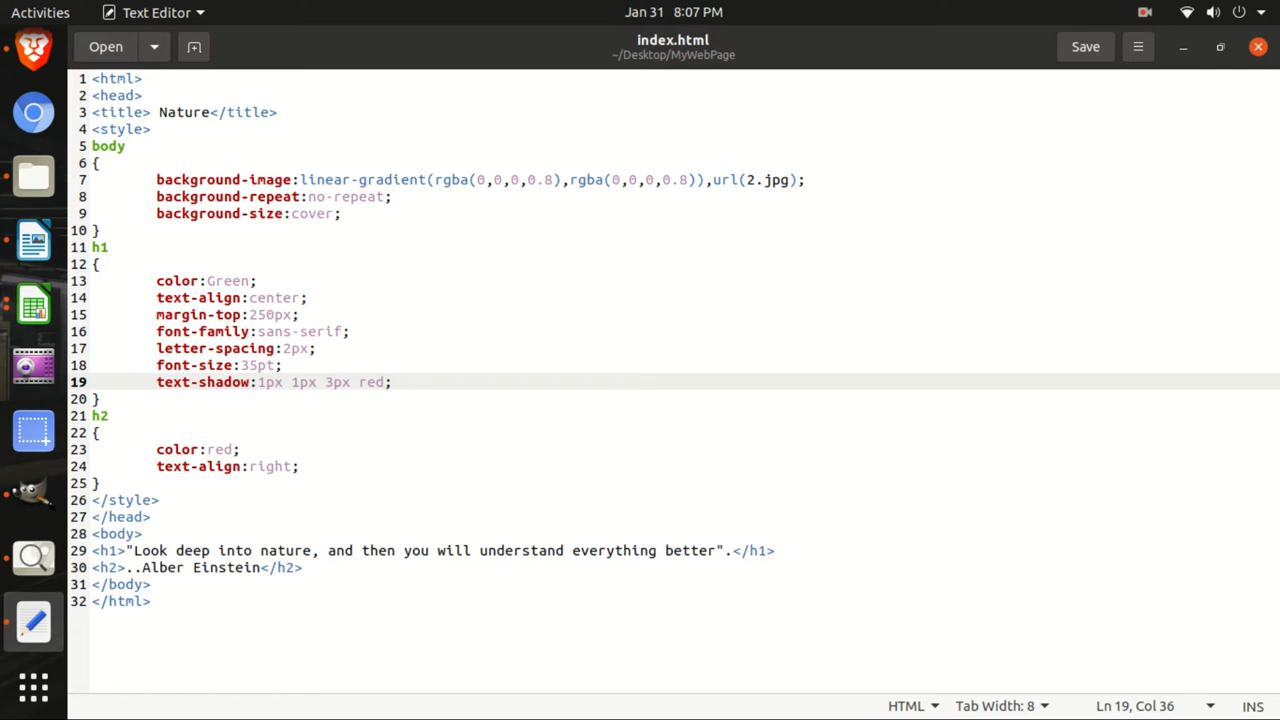 Activities Text Editor Jan 31 8:07 PM
Open index.html Save
~/Desktop/MyWebPage
1 <html>
2 <head>
3 <title> Nature</title>
4 <style>
5 body
6 {
7 background-image:linear-gradient(rgba(0,0,0,0.8),rgba(0,0,0,0.8)),url(2.jpg);
8 background-repeat:no-repeat;
9 background-size:cover;
10 }
11 h1
12 {
13 color:Green;
14 text-align:center;
15 margin-top:250px;
16 font-family:sans-serif;
17 letter-spacing:2px;
18 font-size:35pt;
19 text-shadow:1px 1px 3px red;
20 }
21 h2
22 {
23 color:red;
24 text-align:right;
25 }
26 </style>
27 </head>
28 <body>
29 <h1>"Look deep into nature, and then you will understand everything better".</h1>
30 <h2>..Alber Einstein</h2>
31 </body>
32 </html>
HTML Tab Width: 8 Ln 19, Col 36 INS